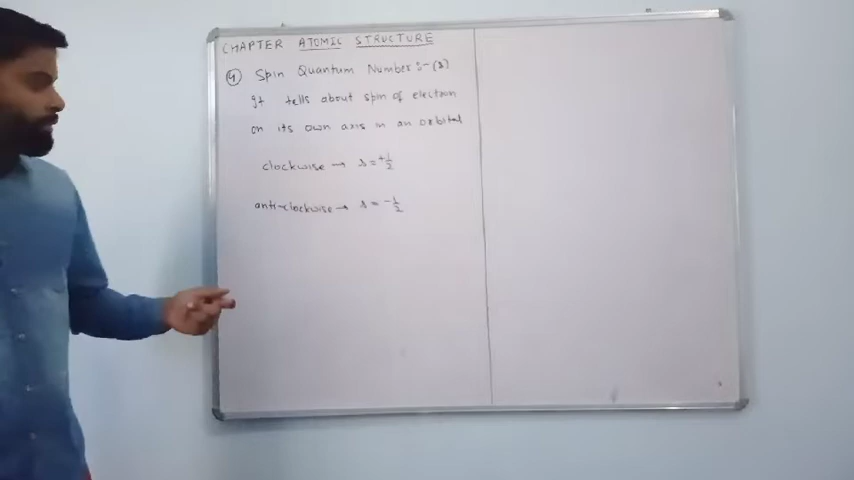 CHAPTER ATOMIC STRUCTURE
④ Spin Quantum Number :- (s)
It tells about spin of electron
on its own axis in an orbital
clockwise → s = +1/2
anti-clockwise → s = -1/2